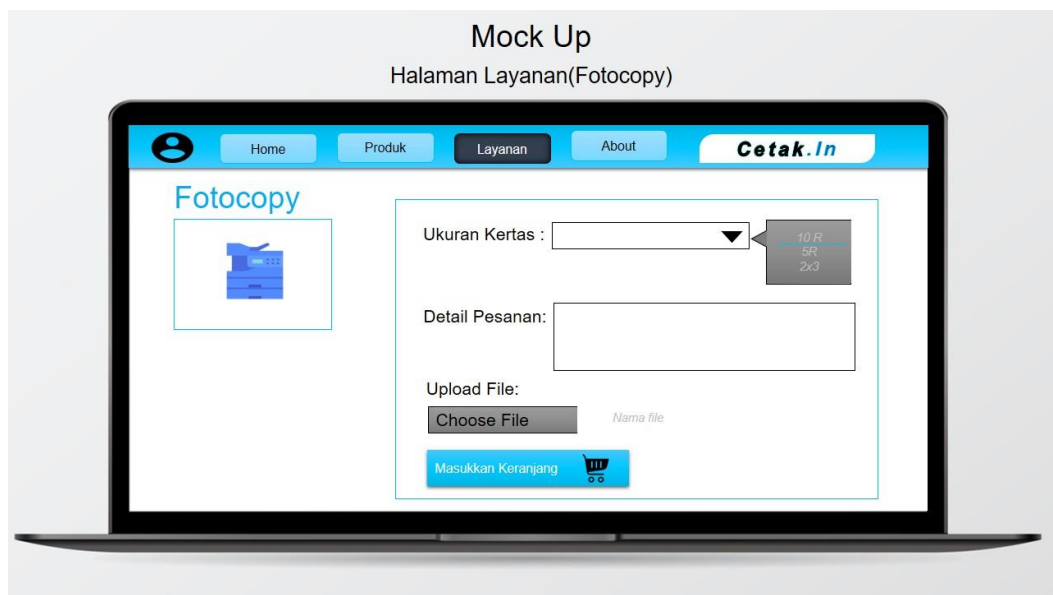 Mock Up
Halaman Layanan(Fotocopy)
Home Produk Layanan About Cetak.In
Fotocopy
Ukuran Kertas :
10 R
5R
2x3
Detail Pesanan:
Upload File:
Choose File Nama file
Masukkan Keranjang